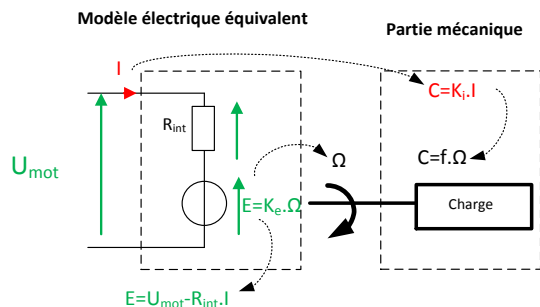 Modèle électrique équivalent
Partie mécanique
I
C=Kᵢ.I
Rint
C=f.Ω
Umot
Ω
E=Ke.Ω
Charge
E=Umot-Rint.I